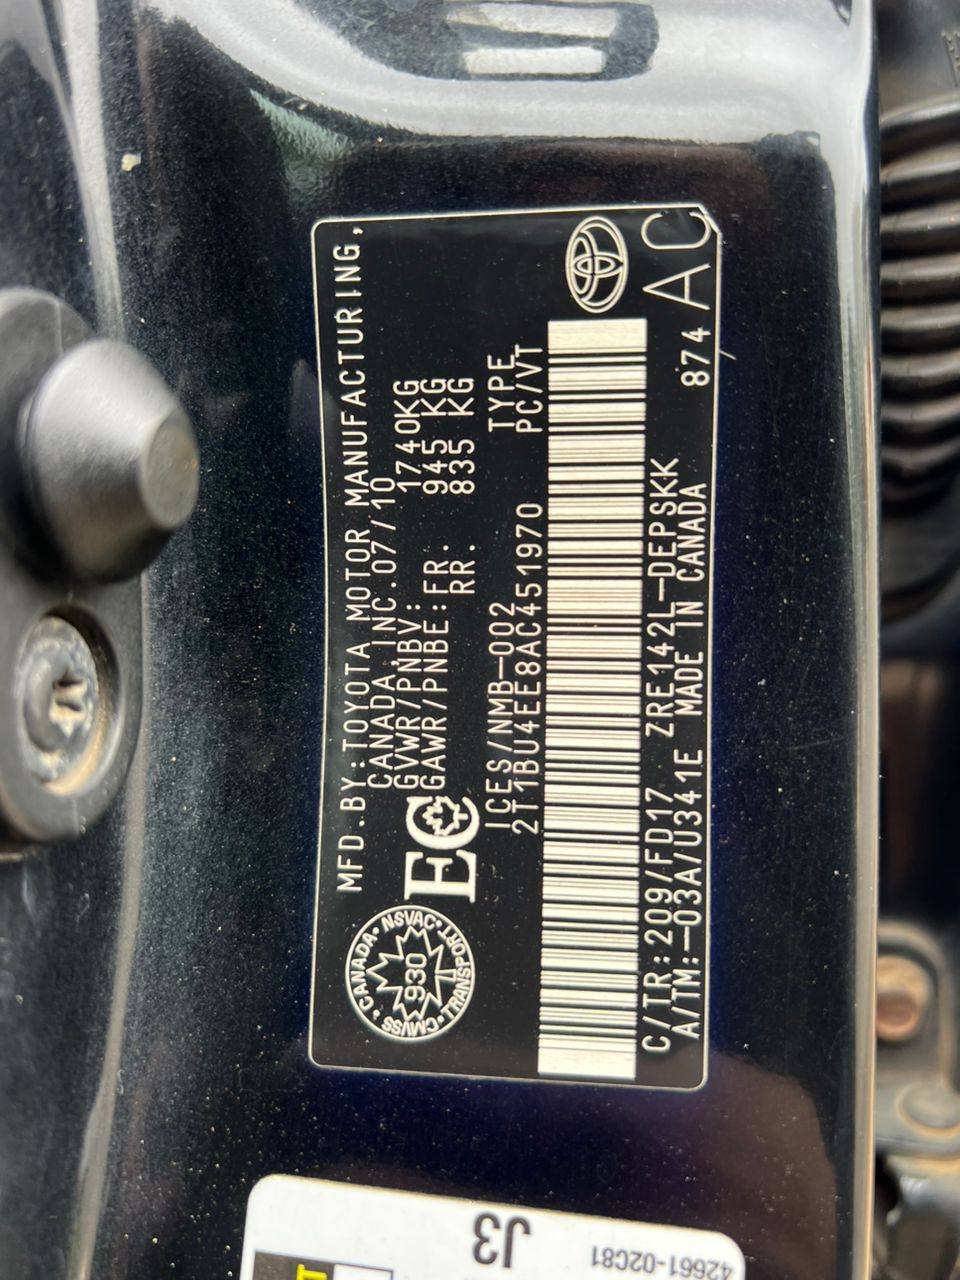 MFD.BY:TOYOTA MOTOR MANUFACTURING,
CANADA,INC.07/10
GVWR/PNBV: 1740KG
GAWR/PNBE:FR. 945 KG
RR. 835 KG
EC
CANADA • NSVAC • TRANSPORT • CMVSS
930
ICES/NMB-002 TYPE
2T1BU4EE8AC451970 PC/VT
C/TR:209/FD17 ZRE142L-DEPSKK
A/TM:-03A/U341E MADE IN CANADA
874 AC
J3
42661-02C81